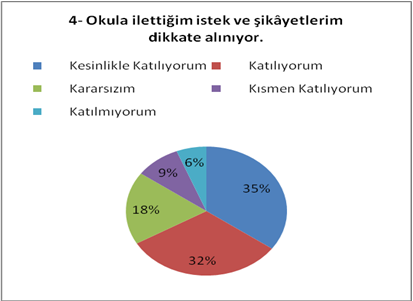 4- Okula ilettiğim istek ve şikâyetlerim
dikkate alınıyor.
Kesinlikle Katılıyorum
Katılıyorum
Kararsızım
Kısmen Katılıyorum
Katılmıyorum
6%
9%
35%
18%
32%